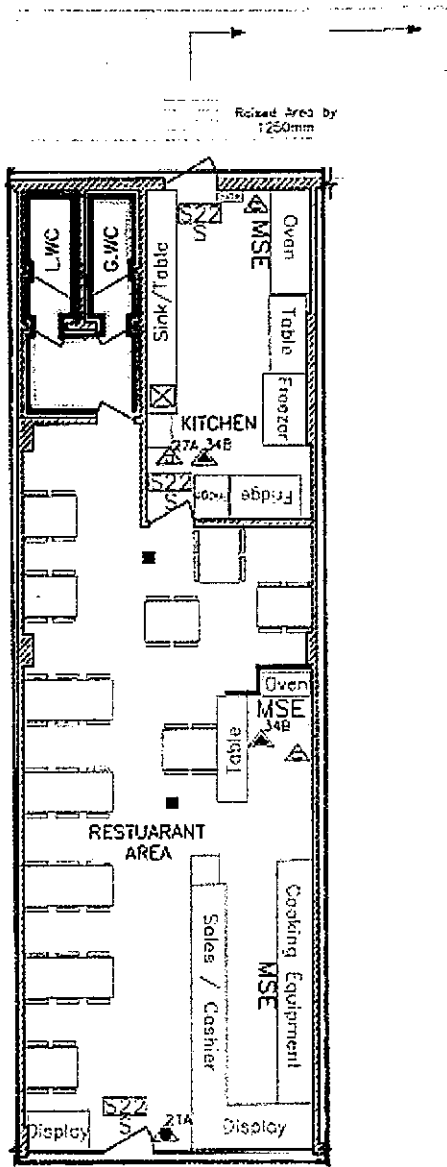 Raised Area by
1250mm
L.WC
G.WC
Sink/Table
S22
S
MSE
Oven
Table
Freezer
KITCHEN
27A
34B
S22
S
Fridge
Oven
MSE
34B
Table
RESTUARANT
AREA
Sales / Cashier
Cooking Equipment
MSE
S22
S
21A
Display
Display